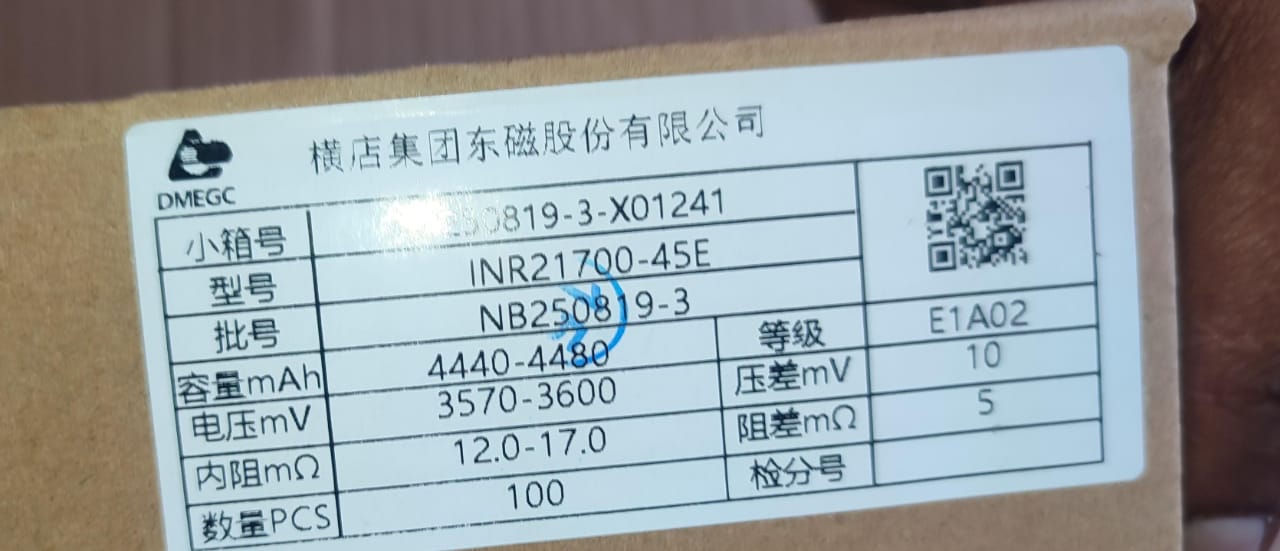 DMEGC
横店集团东磁股份有限公司
小箱号 250819-3-X01241
型号 INR21700-45E
批号 NB250819-3 等级 E1A02
容量mAh 4440-4480 压差mV 10
电压mV 3570-3600 阻差mΩ 5
内阻mΩ 12.0-17.0 检分号
数量PCS 100